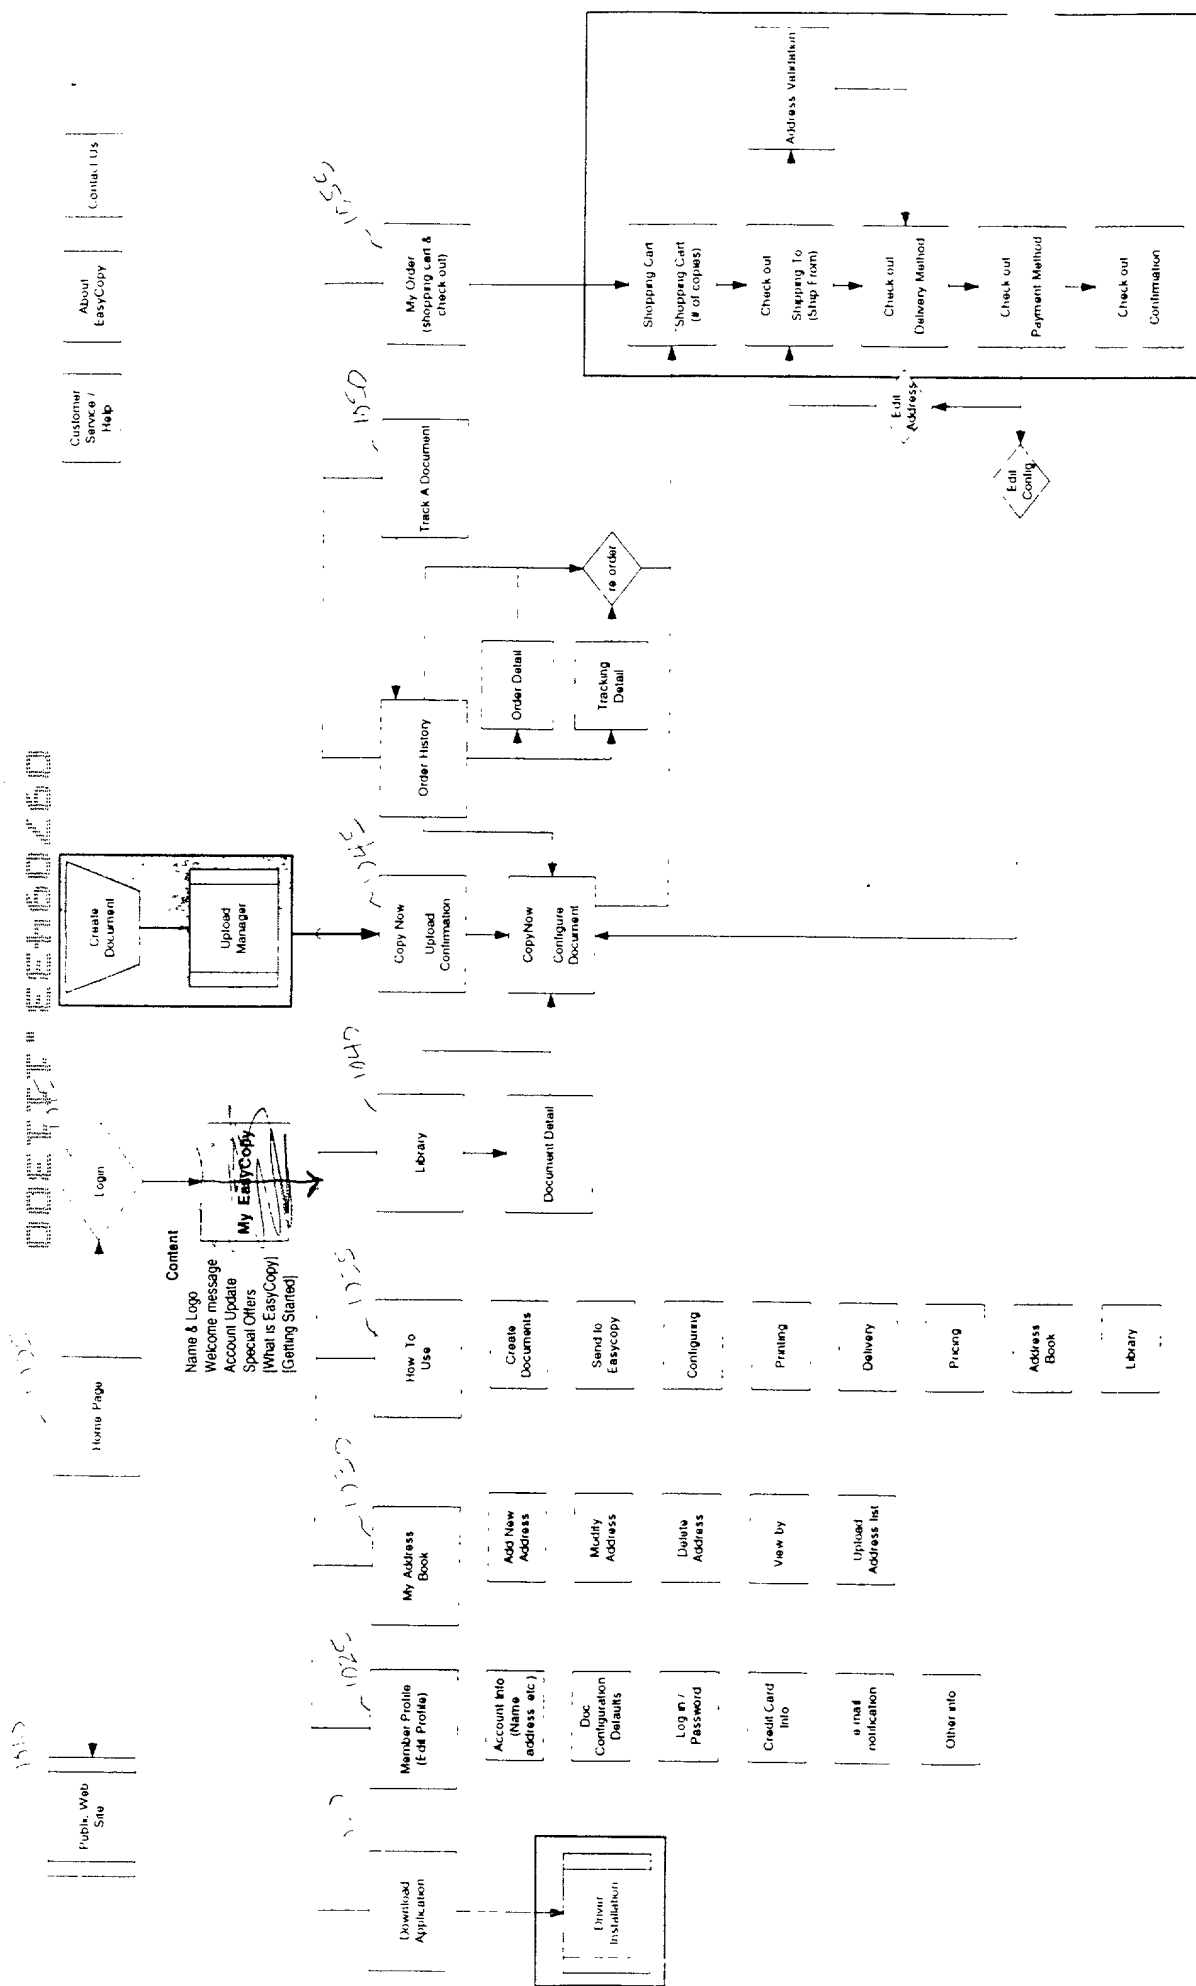 Public Web
Site
Home Page
Login
Create
Document
Upload
Manager
Customer
Service /
Help
About
EasyCopy
Contact Us
Content
Name & Logo
Welcome message
Account Update
Special Offers
[What is EasyCopy]
[Getting Started]
My EasyCopy
Download
Application
Member Profile
(Edit Profile)
1025
My Address
Book
How To
Use
Library
1040
Copy Now
Upload
Confirmation
1045
Order History
Track A Document
1050
My Order
(shopping cart &
check out)
1055
Driver
Installation
Account Info
(Name
address etc )
Doc
Configuration
Defaults
Log in /
Password
Credit Card
Info
e mail
notification
Other info
Add New
Address
Modify
Address
Delete
Address
View by
Upload
Address list
Create
Documents
Send to
Easycopy
Configuring
Printing
Delivery
Pricing
Address
Book
Library
Document Detail
CopyNow
Configure
Document
Order Detail
Tracking
Detail
re order
Edit
Config
Edit
Address
Shopping Cart
"Shopping Cart
(# of copies)
Check out
Shipping To
(Ship From)
Check out
Delivery Method
Check out
Payment Method
Check out
Confirmation
Address Validation